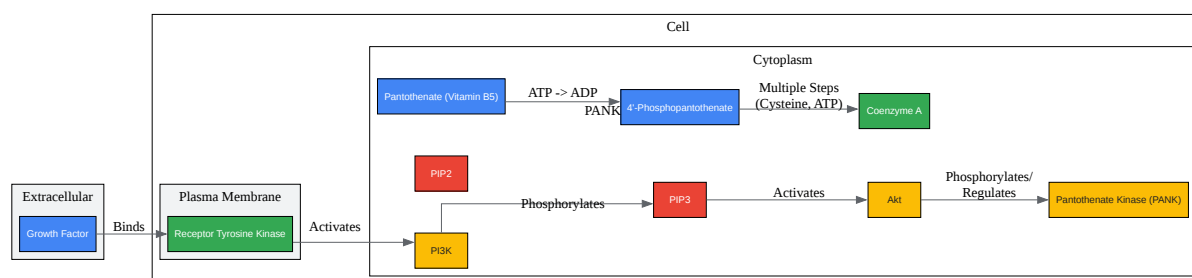 Cell
Cytoplasm
Pantothenate (Vitamin B5)
ATP -> ADP
PANK
4'-Phosphopantothenate
Multiple Steps
(Cysteine, ATP)
Coenzyme A
PIP2
Extracellular
Growth Factor
Binds
Plasma Membrane
Receptor Tyrosine Kinase
Activates
PI3K
Phosphorylates
PIP3
Activates
Akt
Phosphorylates/
Regulates
Pantothenate Kinase (PANK)